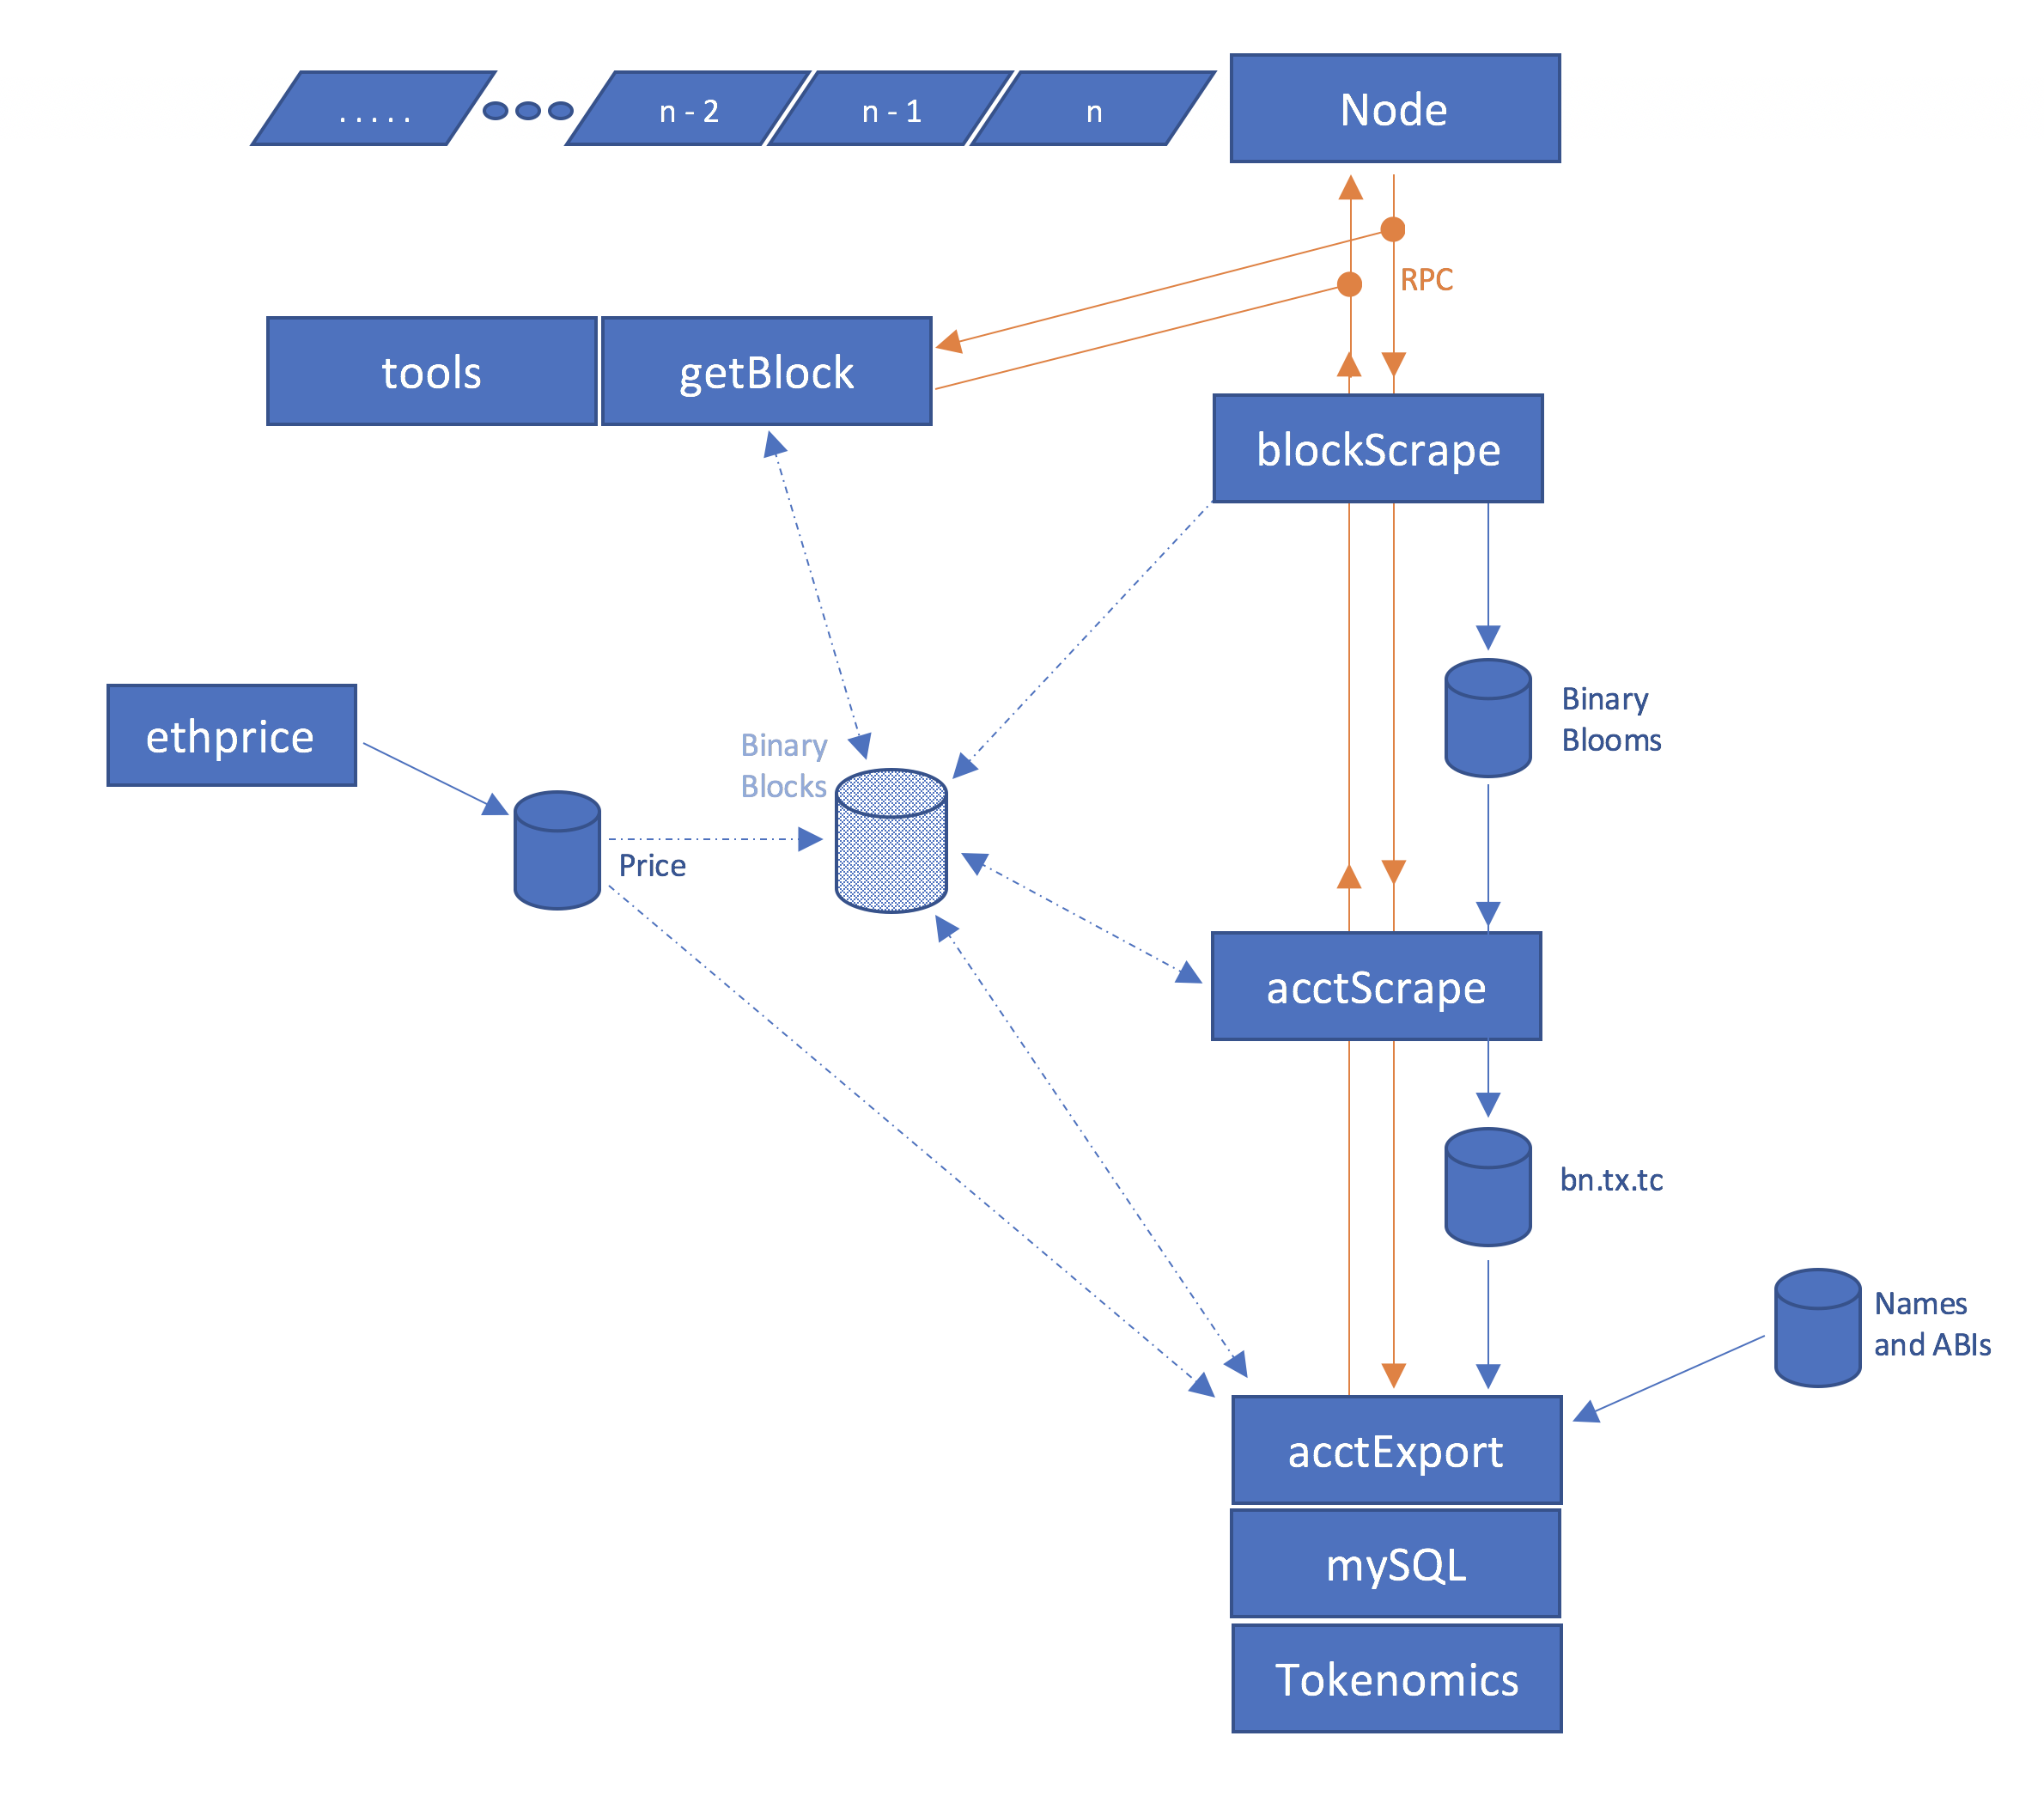 . . . . .
n - 2
n - 1
n
Node
RPC
tools
getBlock
blockScrape
Binary
Blooms
ethprice
Binary
Blocks
Price
acctScrape
bn.tx.tc
Names
and ABIs
acctExport
mySQL
Tokenomics